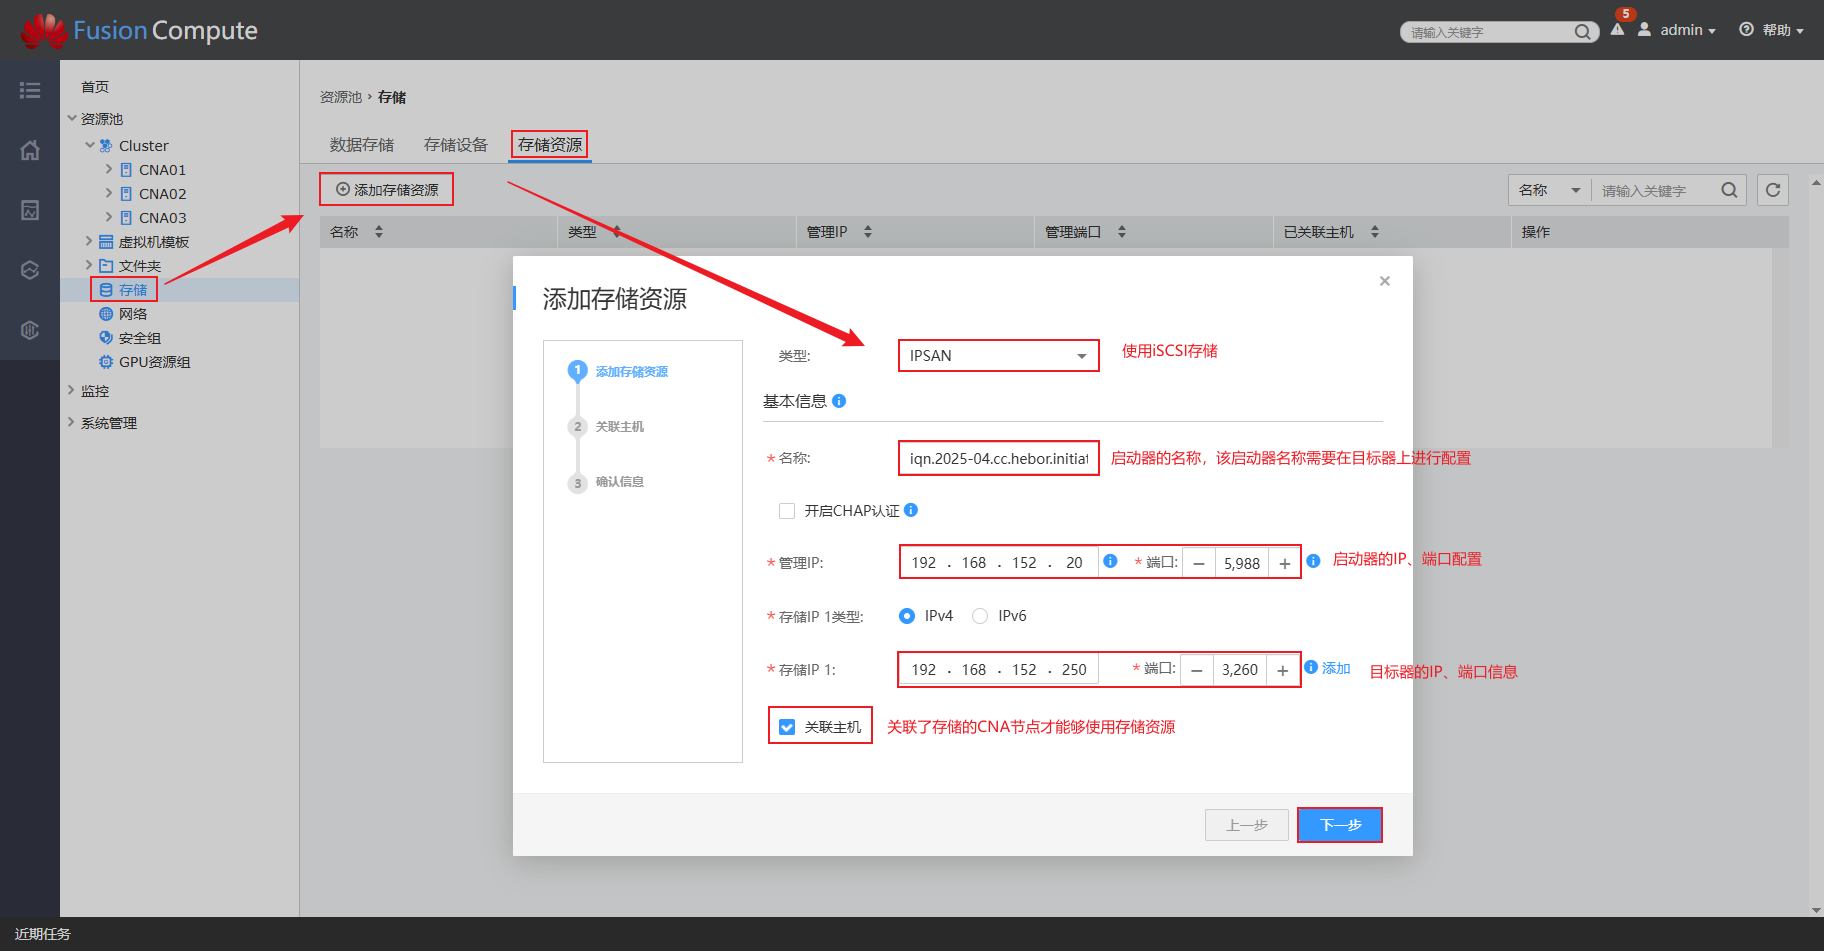 Fusion Compute
请输入关键字
5
admin
帮助
首页
资源池
Cluster
CNA01
CNA02
CNA03
虚拟机模板
文件夹
存储
网络
安全组
GPU资源组
监控
系统管理
资源池 › 存储
数据存储 存储设备 存储资源
添加存储资源
名称 请输入关键字
名称 类型 管理IP 管理端口 已关联主机 操作
添加存储资源
×
1 添加存储资源
2 关联主机
3 确认信息
类型: IPSAN 使用iSCSI存储
基本信息
* 名称: iqn.2025-04.cc.hebor.initiat 启动器的名称，该启动器名称需要在目标器上进行配置
开启CHAP认证
* 管理IP: 192 . 168 . 152 . 20 * 端口: − 5,988 + 启动器的IP、端口配置
* 存储IP 1类型: IPv4 IPv6
* 存储IP 1: 192 . 168 . 152 . 250 * 端口: − 3,260 + 添加 目标器的IP、端口信息
关联主机 关联了存储的CNA节点才能够使用存储资源
上一步 下一步
近期任务